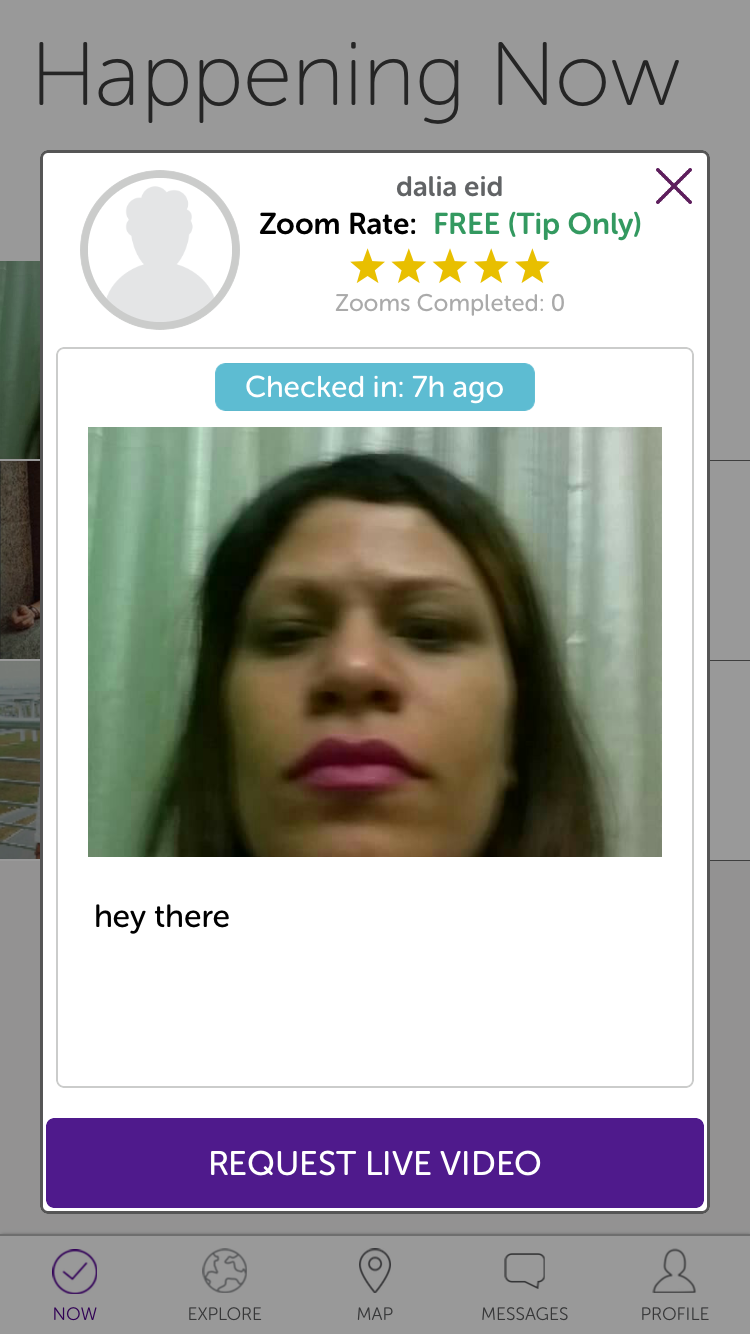 Happening Now
dalia eid
Zoom Rate: FREE (Tip Only)
Zooms Completed: 0
Checked in: 7h ago
hey there
REQUEST LIVE VIDEO
NOW EXPLORE MAP MESSAGES PROFILE